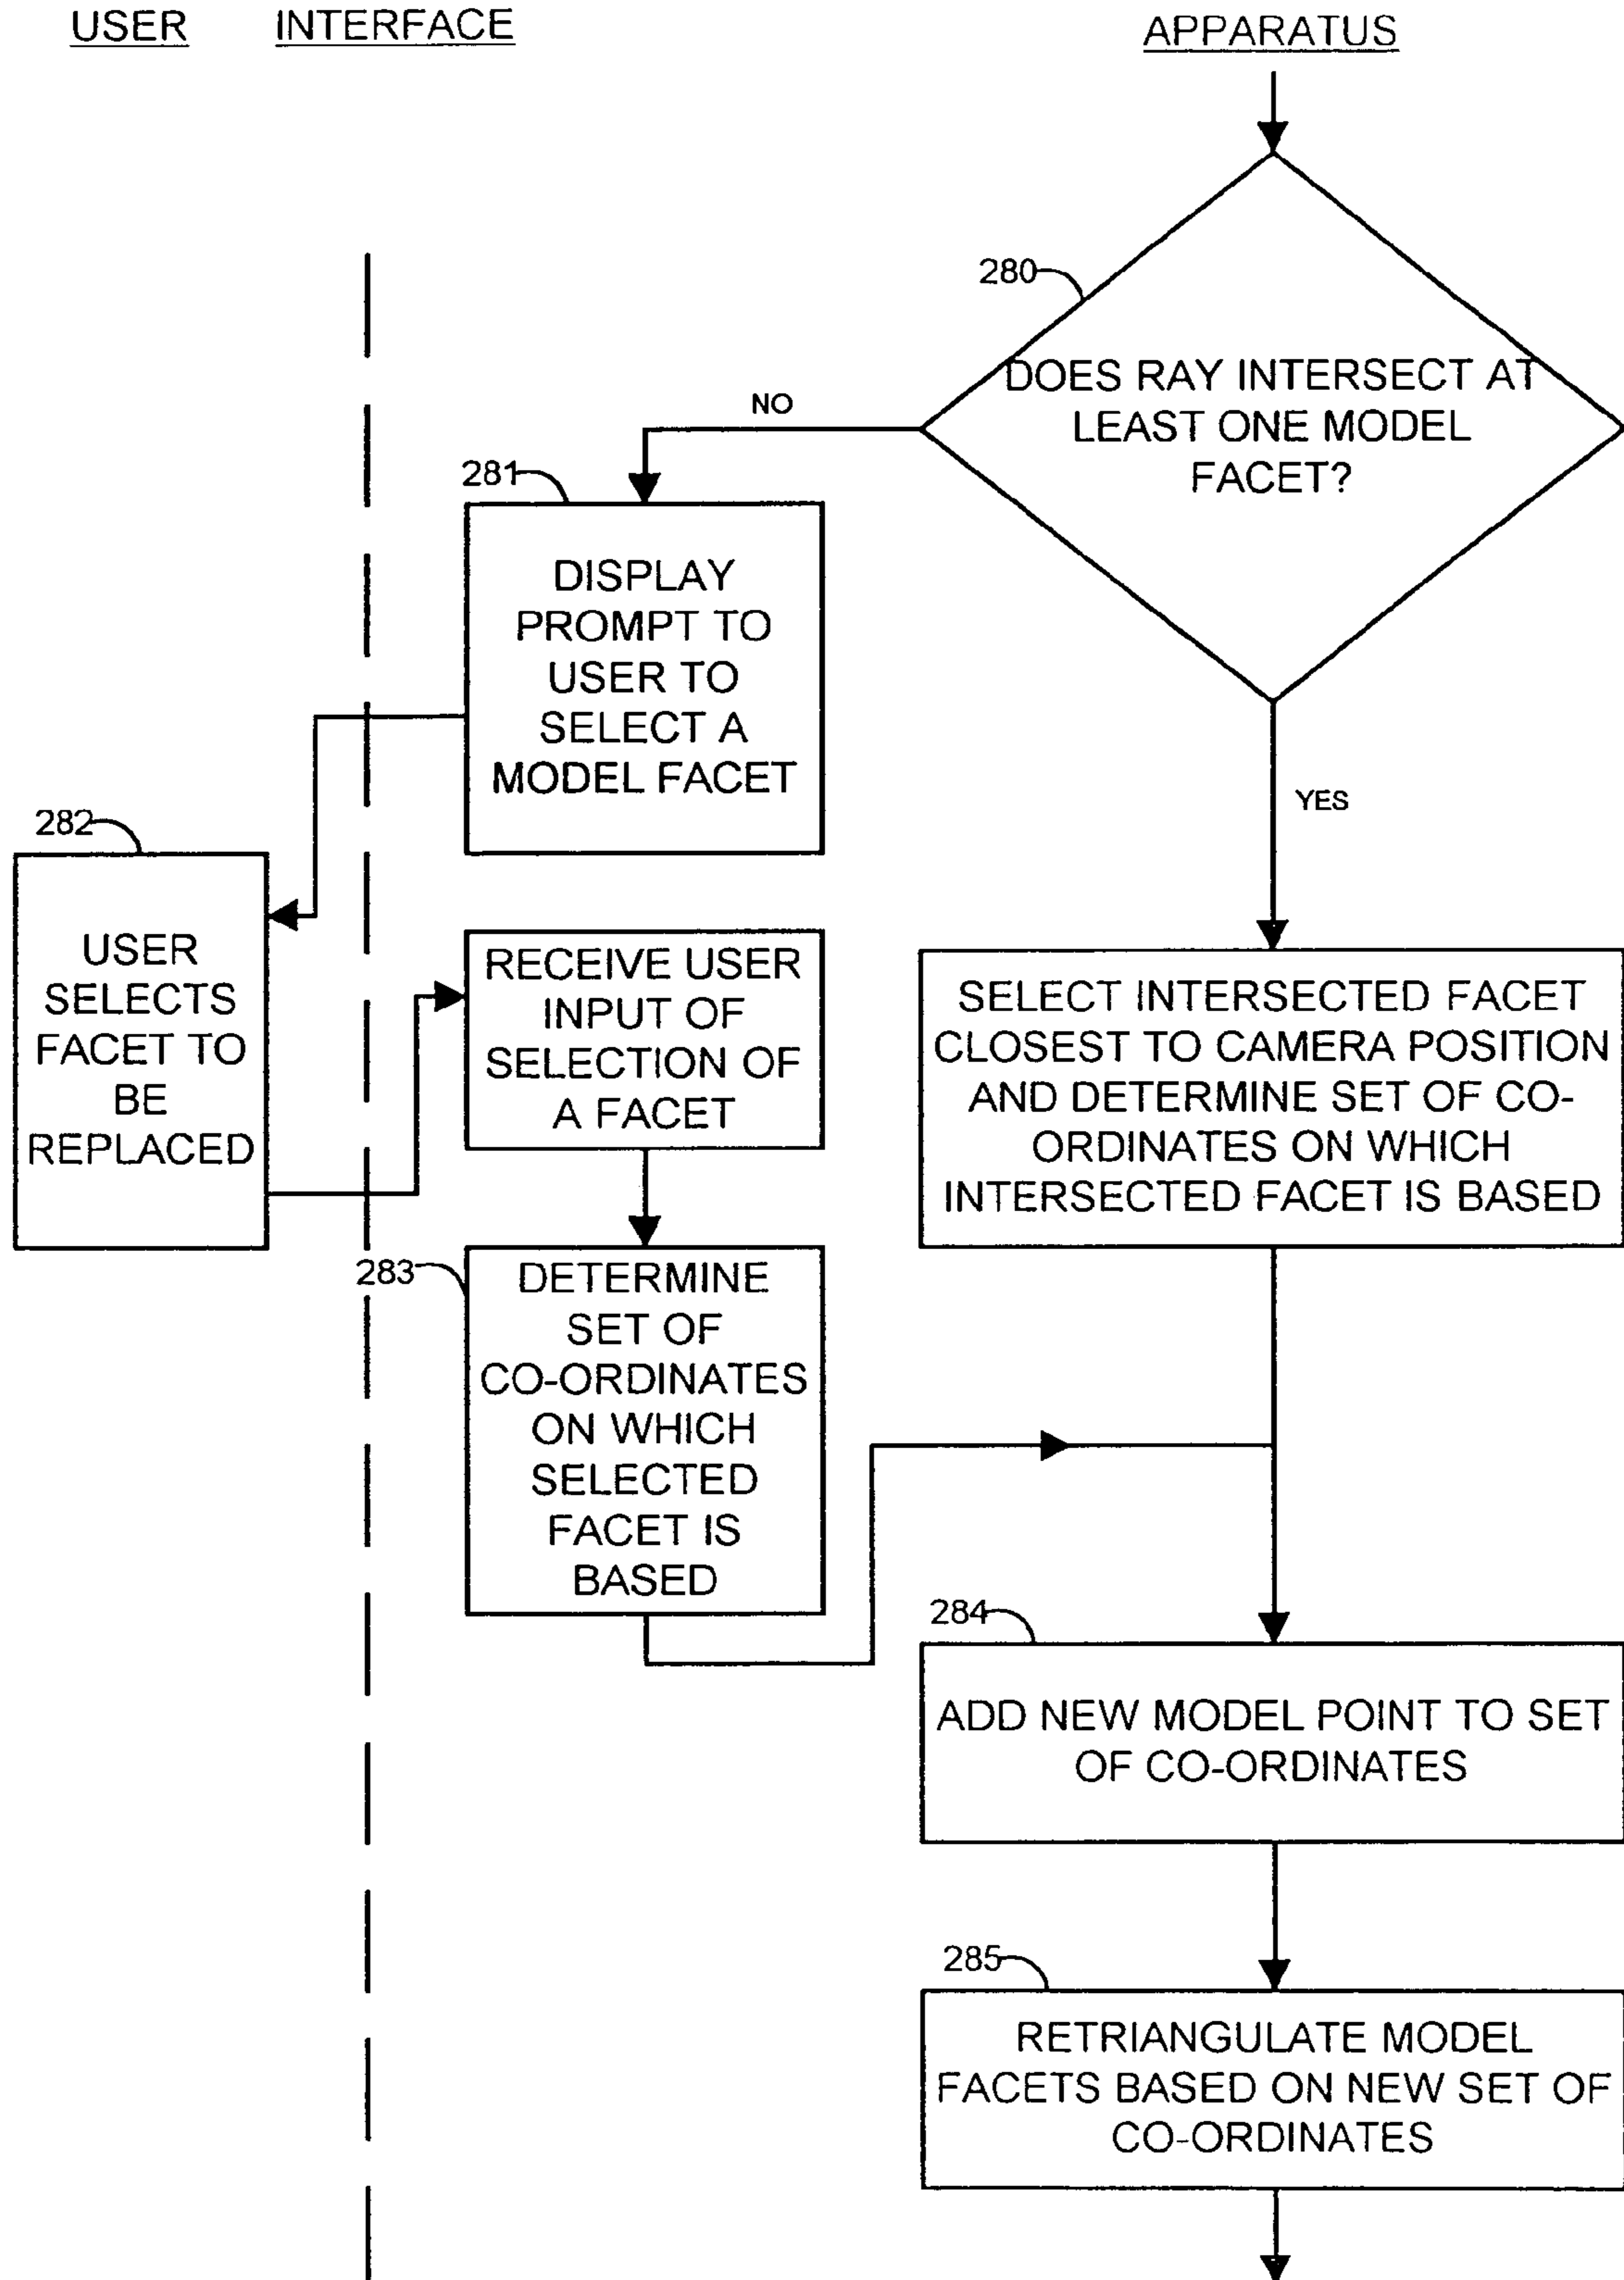 USER INTERFACE APPARATUS
280
DOES RAY INTERSECT AT
LEAST ONE MODEL
FACET?
NO
281
DISPLAY
PROMPT TO
USER TO
SELECT A
MODEL FACET
YES
282
USER
SELECTS
FACET TO
BE
REPLACED
RECEIVE USER
INPUT OF
SELECTION OF
A FACET
SELECT INTERSECTED FACET
CLOSEST TO CAMERA POSITION
AND DETERMINE SET OF CO-
ORDINATES ON WHICH
INTERSECTED FACET IS BASED
283
DETERMINE
SET OF
CO-ORDINATES
ON WHICH
SELECTED
FACET IS
BASED
284
ADD NEW MODEL POINT TO SET
OF CO-ORDINATES
285
RETRIANGULATE MODEL
FACETS BASED ON NEW SET OF
CO-ORDINATES